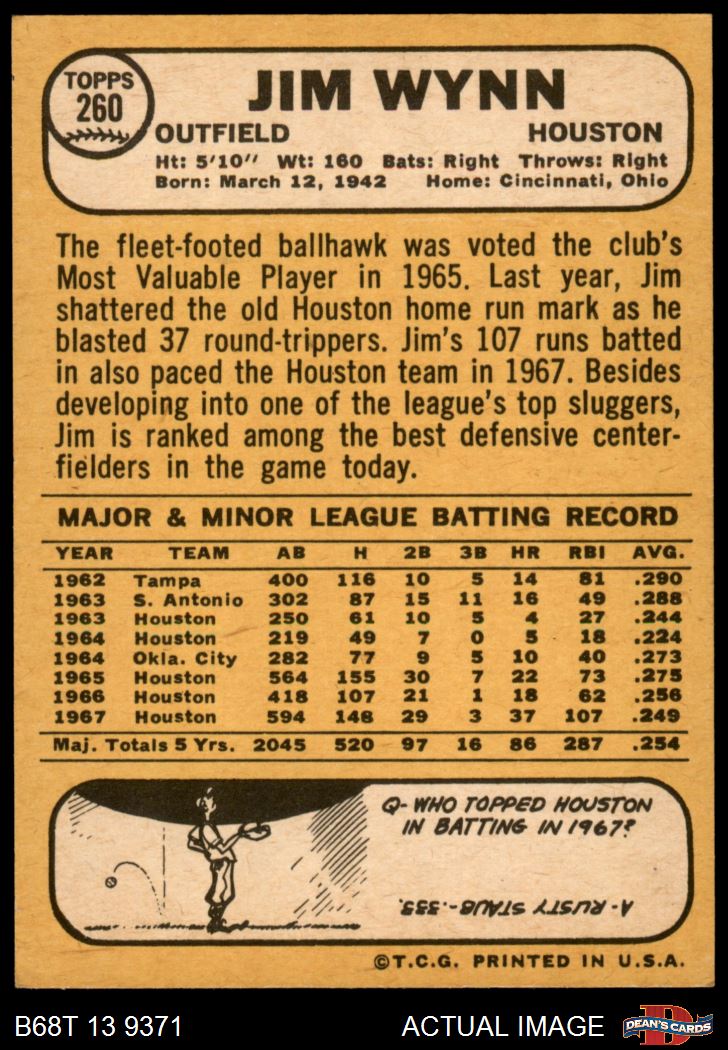 TOPPS
260
JIM WYNN
OUTFIELD HOUSTON
Ht: 5'10" Wt: 160 Bats: Right Throws: Right
Born: March 12, 1942 Home: Cincinnati, Ohio
The fleet-footed ballhawk was voted the club's
Most Valuable Player in 1965. Last year, Jim
shattered the old Houston home run mark as he
blasted 37 round-trippers. Jim's 107 runs batted
in also paced the Houston team in 1967. Besides
developing into one of the league's top sluggers,
Jim is ranked among the best defensive center-
fielders in the game today.
MAJOR & MINOR LEAGUE BATTING RECORD
YEAR TEAM AB H 2B 3B HR RBI AVG.
1962 Tampa 400 116 10 5 14 81 .290
1963 S. Antonio 302 87 15 11 16 49 .288
1963 Houston 250 61 10 5 4 27 .244
1964 Houston 219 49 7 0 5 18 .224
1964 Okla. City 282 77 9 5 10 40 .273
1965 Houston 564 155 30 7 22 73 .275
1966 Houston 418 107 21 1 18 62 .256
1967 Houston 594 148 29 3 37 107 .249
Maj. Totals 5 Yrs. 2045 520 97 16 86 287 .254
Q- WHO TOPPED HOUSTON
IN BATTING IN 1967?
A- RUSTY STAUB-.333.
©T.C.G. PRINTED IN U.S.A.
B68T 13 9371 ACTUAL IMAGE
D
DEAN'S CARDS